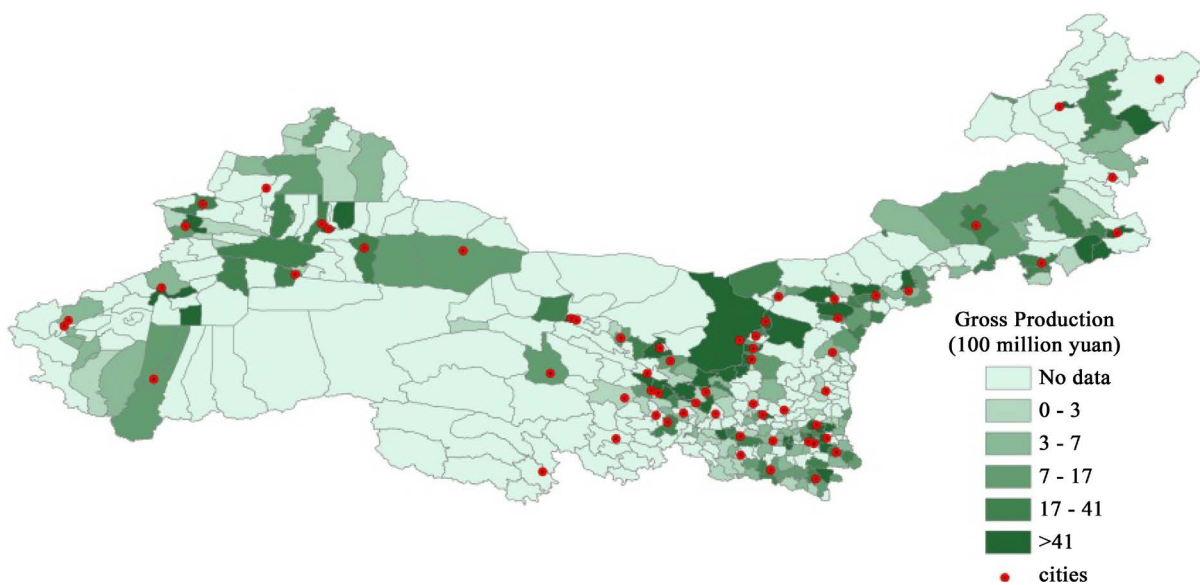 Gross Production
(100 million yuan)
No data
0 - 3
3 - 7
7 - 17
17 - 41
>41
cities